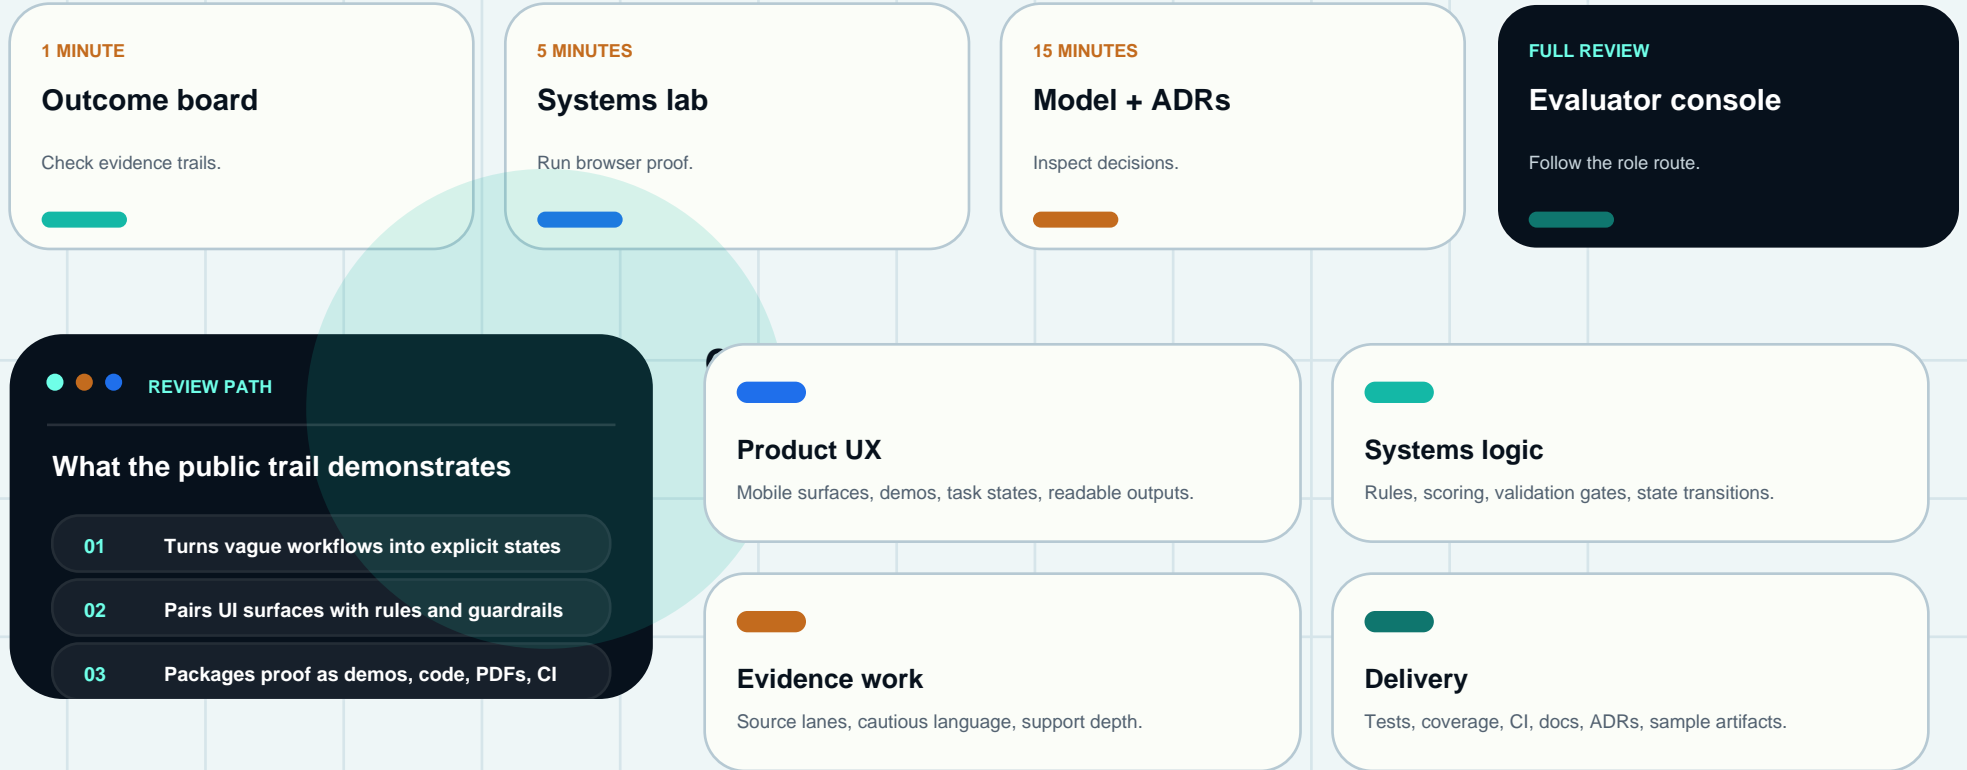 1 MINUTE
Outcome board
Check evidence trails.
5 MINUTES
Systems lab
Run browser proof.
15 MINUTES
Model + ADRs
Inspect decisions.
FULL REVIEW
Evaluator console
Follow the role route.
REVIEW PATH
What the public trail demonstrates
01 Turns vague workflows into explicit states
02 Pairs UI surfaces with rules and guardrails
03 Packages proof as demos, code, PDFs, CI
Product UX
Mobile surfaces, demos, task states, readable outputs.
Systems logic
Rules, scoring, validation gates, state transitions.
Evidence work
Source lanes, cautious language, support depth.
Delivery
Tests, coverage, CI, docs, ADRs, sample artifacts.